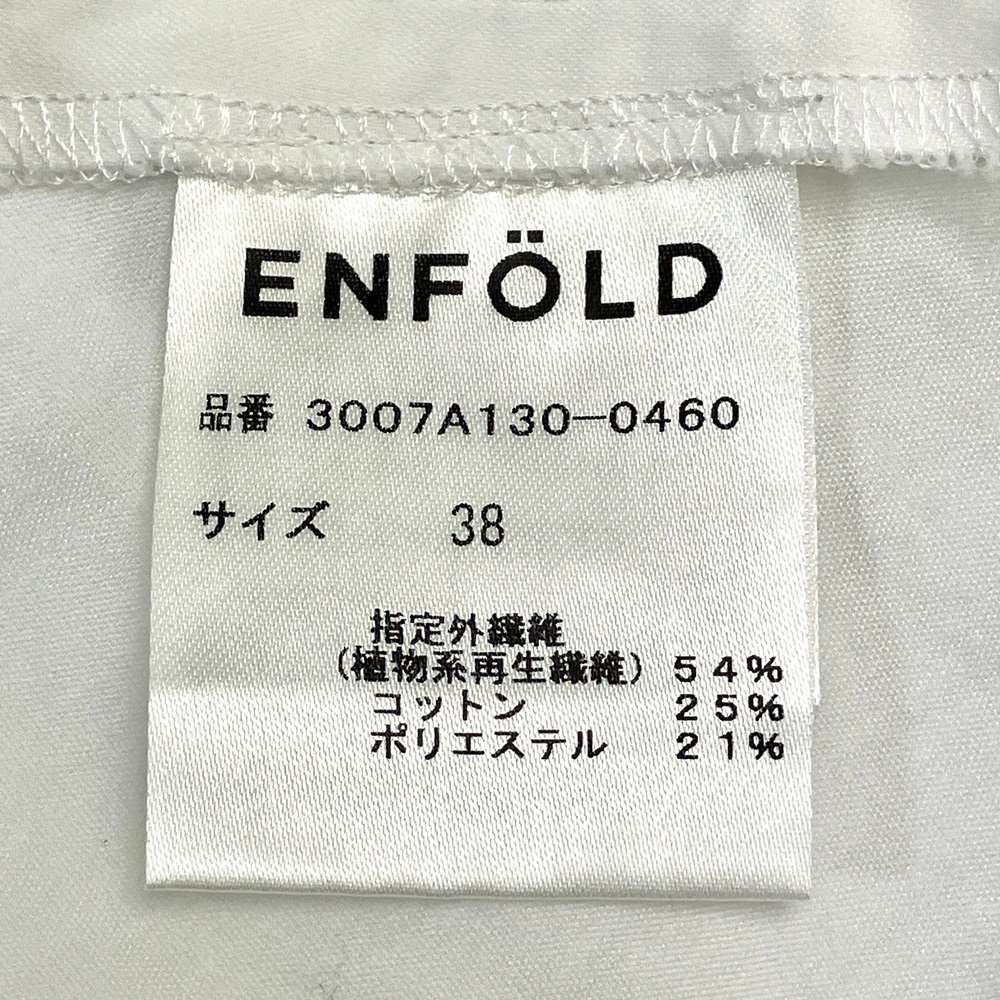 ENFÖLD
品番 3007A130-0460
サイズ 38
指定外繊維
(植物系再生繊維) 54%
コットン 25%
ポリエステル 21%